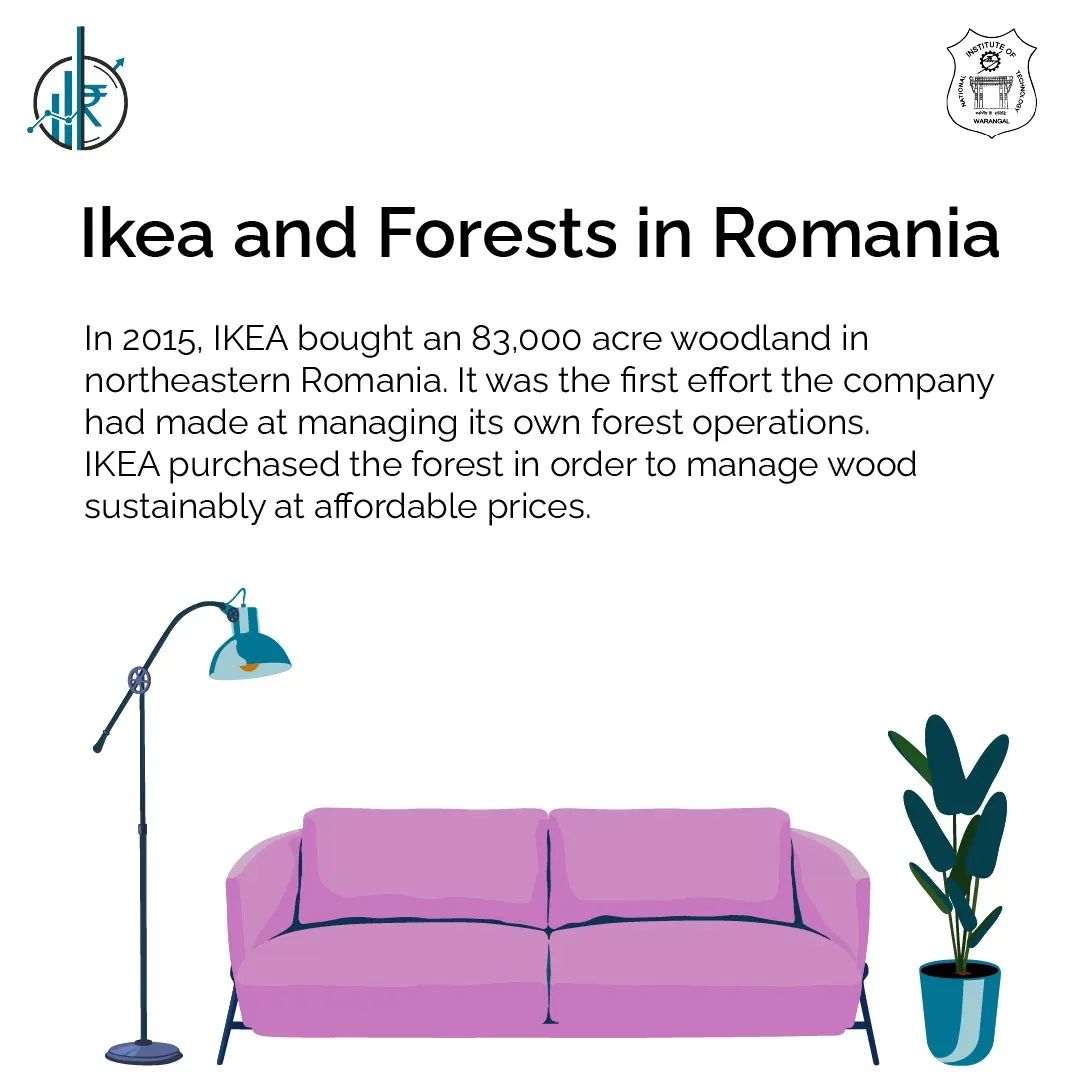 NATIONAL INSTITUTE OF TECHNOLOGY
WARANGAL
Ikea and Forests in Romania
In 2015, IKEA bought an 83,000 acre woodland in
northeastern Romania. It was the first effort the company
had made at managing its own forest operations.
IKEA purchased the forest in order to manage wood
sustainably at affordable prices.